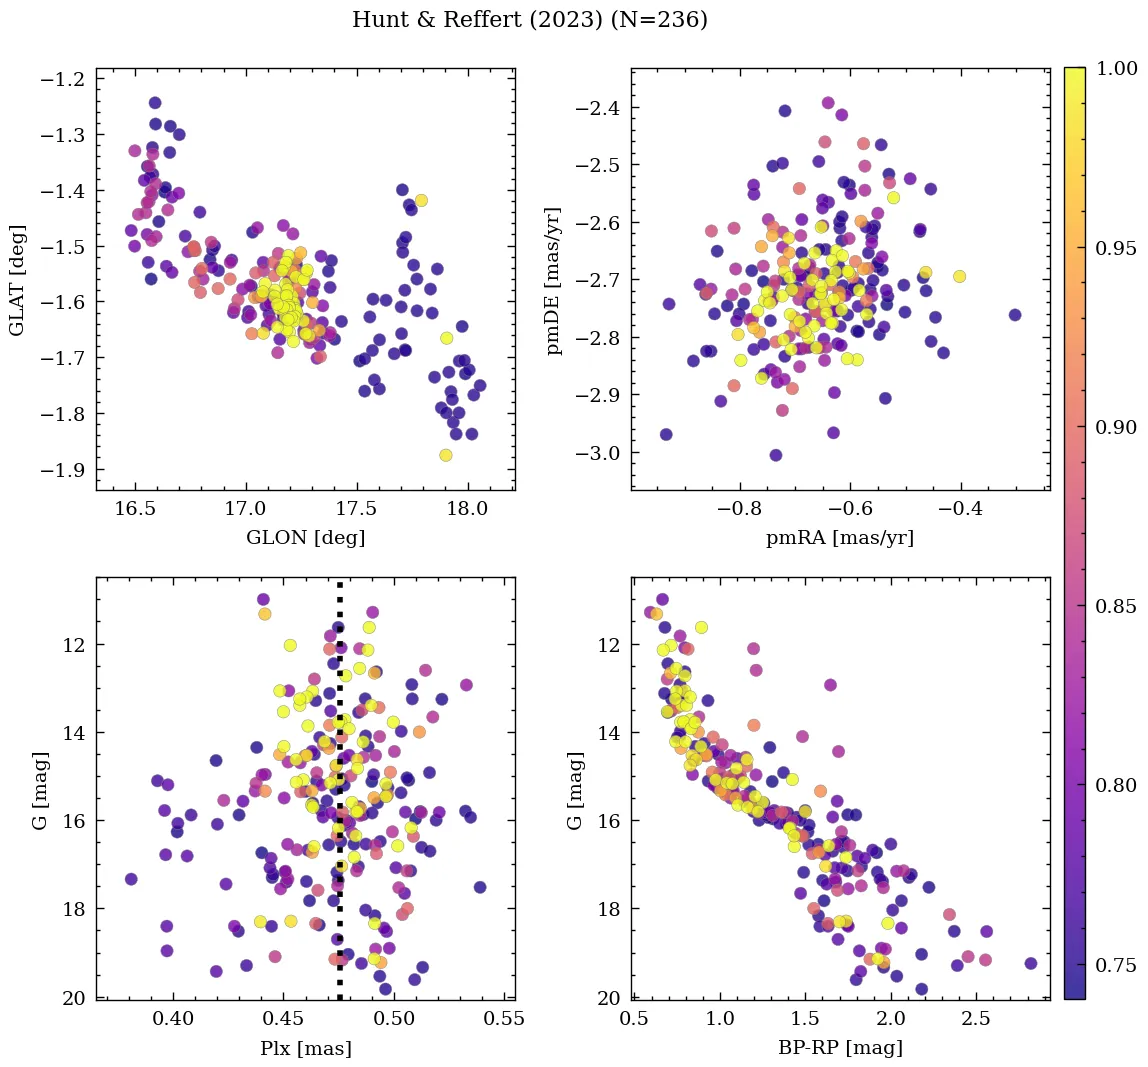 Hunt & Reffert (2023) (N=236)
−1.2
−1.3
−1.4
−1.5
−1.6
−1.7
−1.8
−1.9
GLAT [deg]
16.5 17.0 17.5 18.0
GLON [deg]
−2.4
−2.5
−2.6
−2.7
−2.8
−2.9
−3.0
pmDE [mas/yr]
−0.8 −0.6 −0.4
pmRA [mas/yr]
12
14
16
18
20
G [mag]
0.40 0.45 0.50 0.55
Plx [mas]
12
14
16
18
20
G [mag]
0.5 1.0 1.5 2.0 2.5
BP-RP [mag]
1.00
0.95
0.90
0.85
0.80
0.75